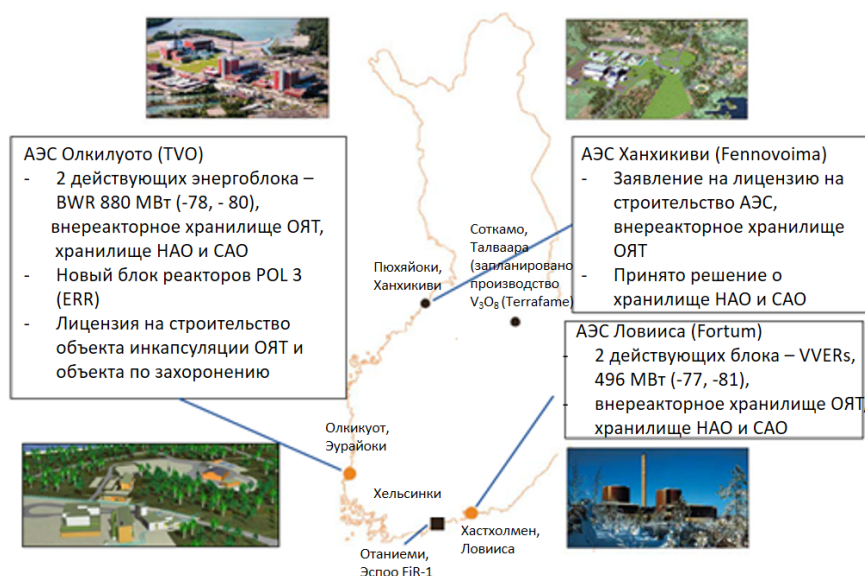 АЭС Олкилуото (TVO)
- 2 действующих энергоблока –
BWR 880 МВт (-78, - 80),
внереакторное хранилище ОЯТ,
хранилище НАО и САО
- Новый блок реакторов POL 3
(ERR)
- Лицензия на строительство
объекта инкапсуляции ОЯТ и
объекта по захоронению
АЭС Ханхикиви (Fennovoima)
- Заявление на лицензию на
строительство АЭС,
внереакторное хранилище
ОЯТ
- Принято решение о
хранилище НАО и САО
Соткамо,
Талваара
(запланировано
производство
V₃O₈ (Terrafame)
Пюхяйоки,
Ханхикиви
АЭС Ловииса (Fortum)
- 2 действующих блока – VVERs,
496 МВт (-77, -81),
- внереакторное хранилище ОЯТ,
хранилище НАО и САО
Олкикуот,
Эурайоки
Хельсинки
Хастхолмен,
Ловииса
Отаниеми,
Эспоо FiR-1